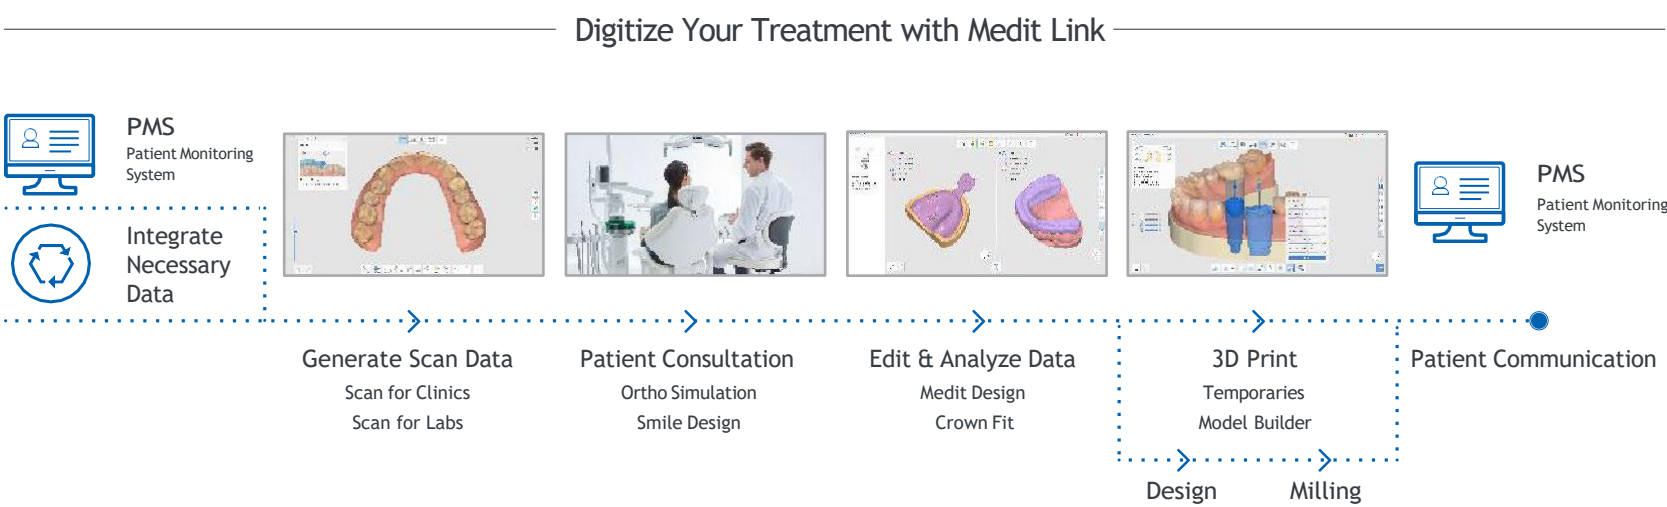 Digitize Your Treatment with Medit Link
PMS
Patient Monitoring
System
Integrate
Necessary
Data
Generate Scan Data
Scan for Clinics
Scan for Labs
Patient Consultation
Ortho Simulation
Smile Design
Edit & Analyze Data
Medit Design
Crown Fit
3D Print
Temporaries
Model Builder
Design
Milling
PMS
Patient Monitoring
System
Patient Communication